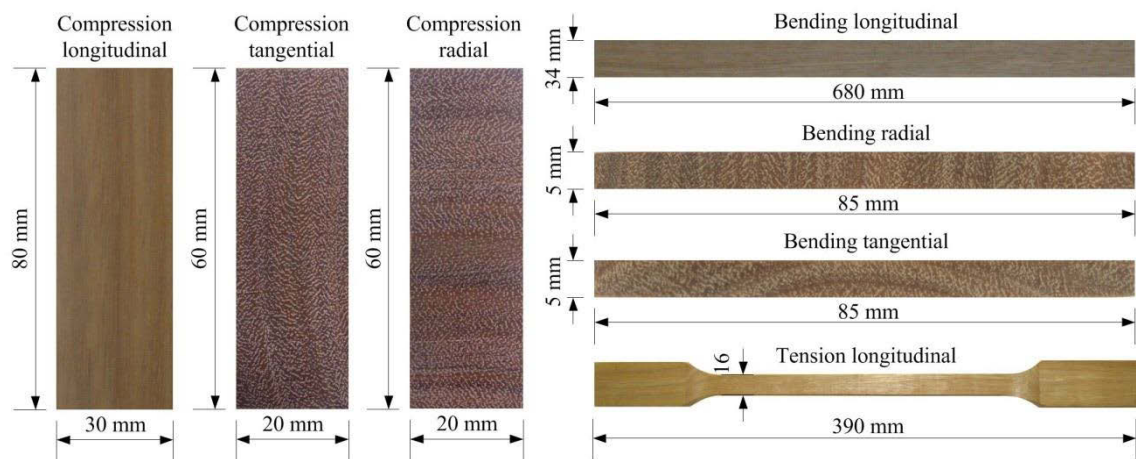 Compression
longitudinal
80 mm
30 mm
Compression
tangential
60 mm
20 mm
Compression
radial
60 mm
20 mm
Bending longitudinal
34 mm
680 mm
Bending radial
5 mm
85 mm
Bending tangential
5 mm
85 mm
Tension longitudinal
16
390 mm